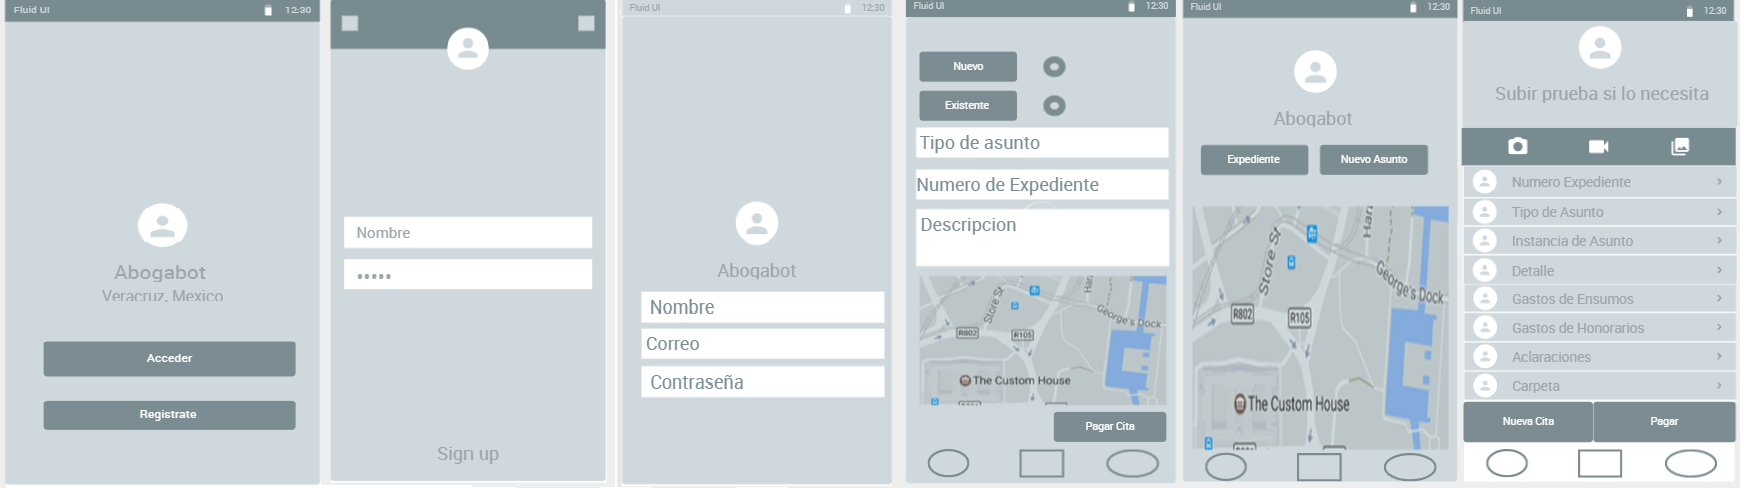 Fluid UI
12:30
Abogabot
Veracruz, Mexico
Acceder
Registrate
Nombre
•••••
Sign up
Fluid UI
12:30
Abogabot
Nombre
Correo
Contraseña
Fluid UI
12:30
Nuevo
Existente
Tipo de asunto
Numero de Expediente
Descripcion
Store St
Har
George's Dock
R802
R105
The Custom House
Pagar Cita
Fluid UI
12:30
Abogabot
Expediente
Nuevo Asunto
Store St
Har
George's Dock
R802
R105
The Custom House
Fluid UI
12:30
Subir prueba si lo necesita
Numero Expediente
Tipo de Asunto
Instancia de Asunto
Detalle
Gastos de Ensumos
Gastos de Honorarios
Aclaraciones
Carpeta
Nueva Cita
Pagar